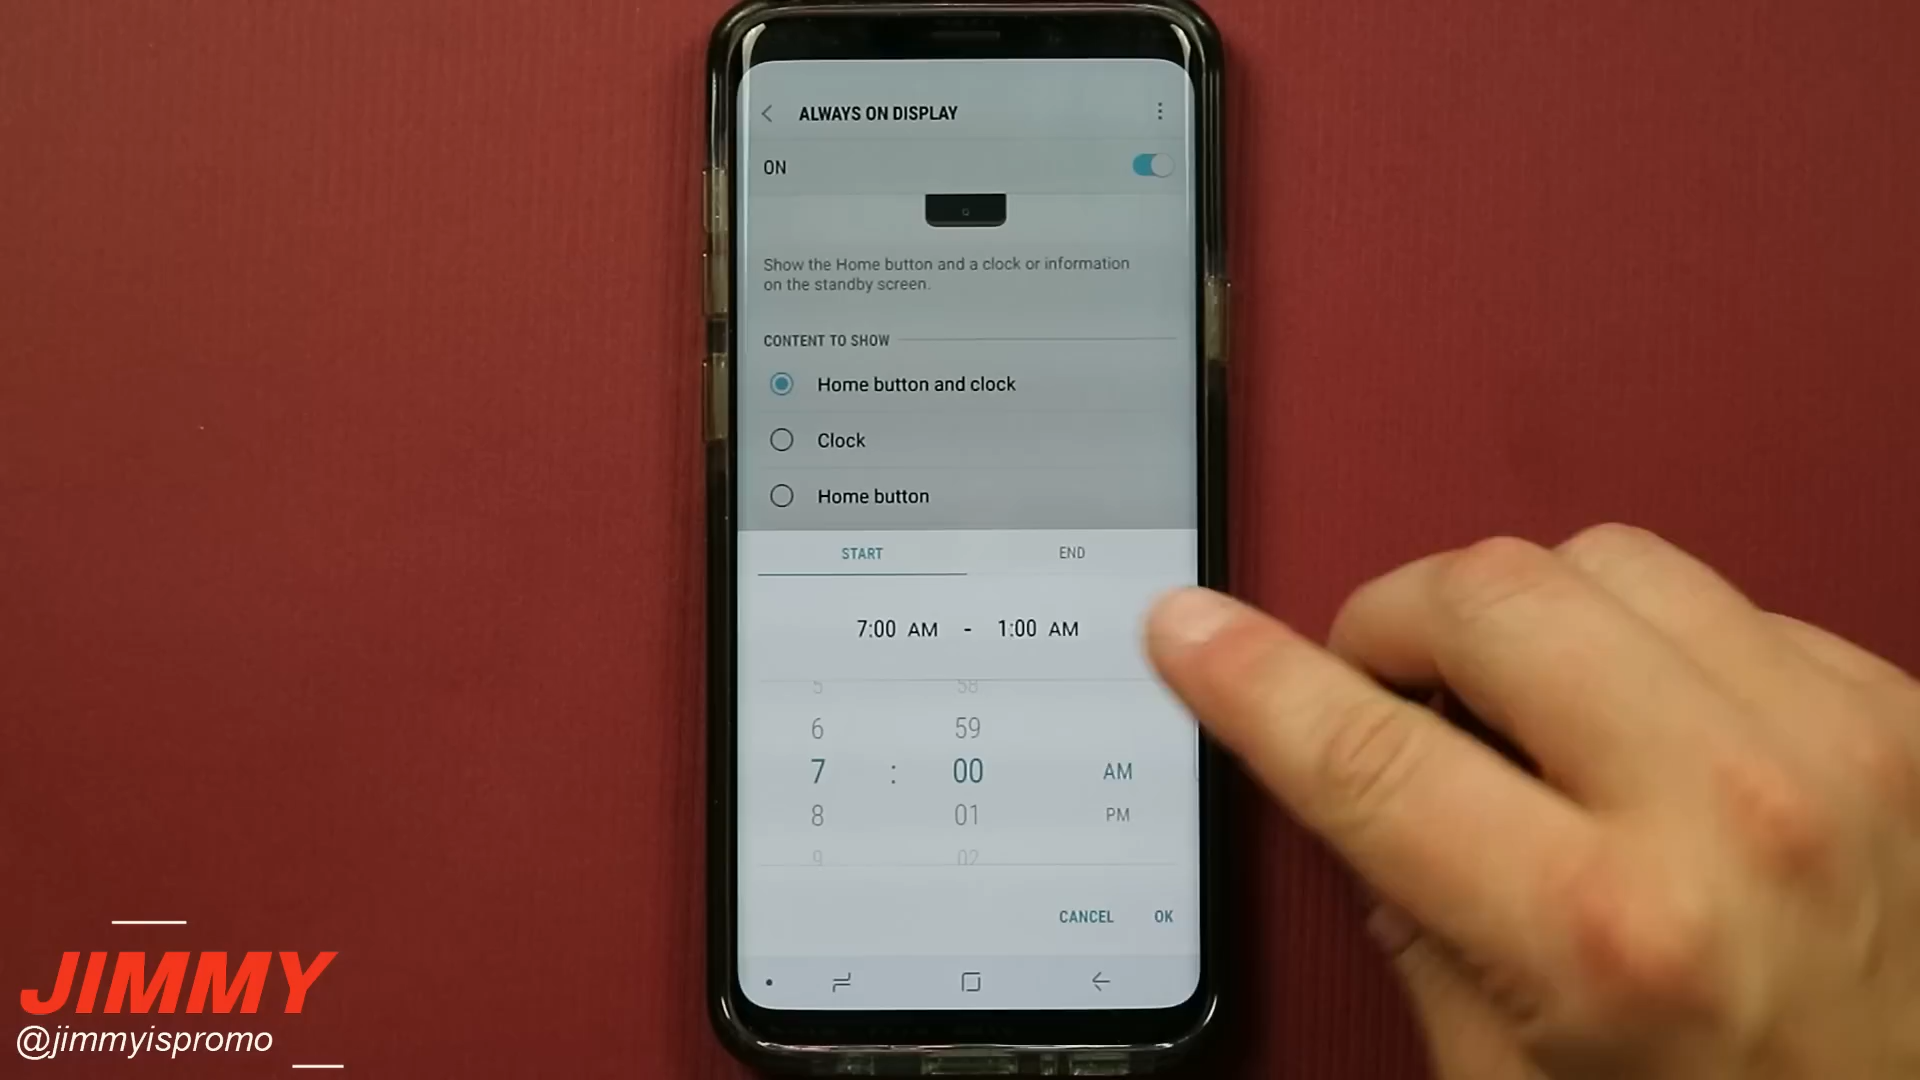 ALWAYS ON DISPLAY
ON
Show the Home button and a clock or information
on the standby screen.
CONTENT TO SHOW
Home button and clock
Clock
Home button
START END
7:00 AM - 1:00 AM
5 58
6 59
7 : 00 AM
8 01 PM
9 02
CANCEL OK
JIMMY
@jimmyispromo